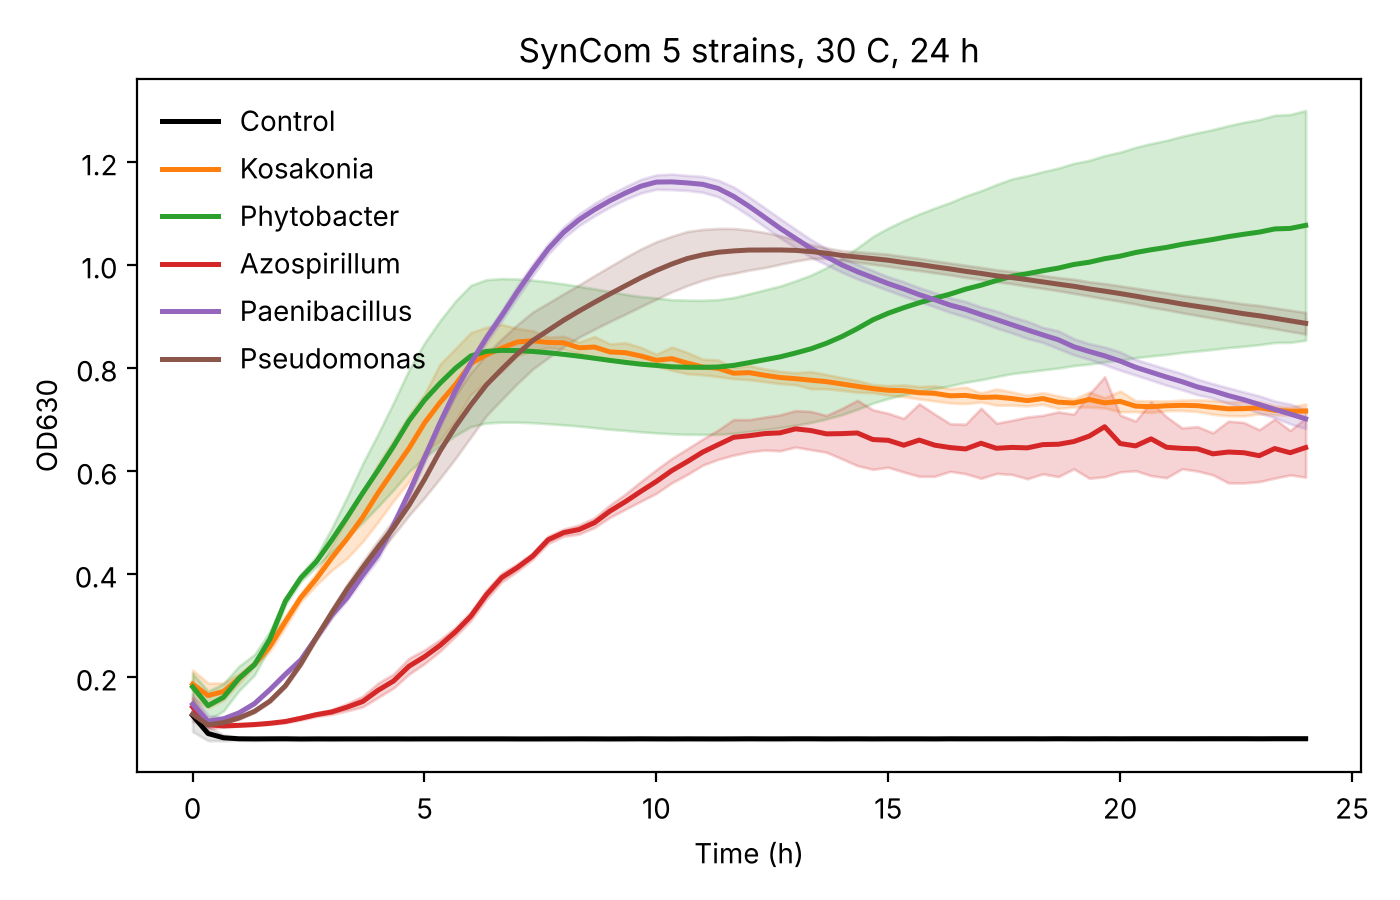 SynCom 5 strains, 30 C, 24 h
Control
Kosakonia
Phytobacter
Azospirillum
Paenibacillus
Pseudomonas
1.2
1.0
0.8
0.6
0.4
0.2
OD630
0 5 10 15 20 25
Time (h)